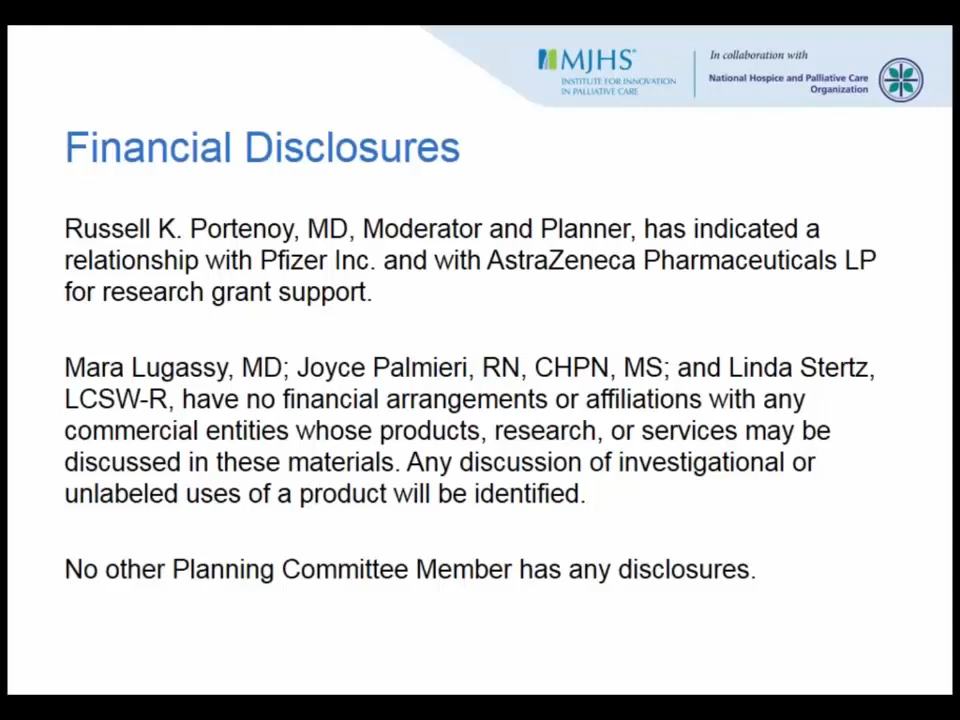 MJHS
INSTITUTE FOR INNOVATION
IN PALLIATIVE CARE
In collaboration with
National Hospice and Palliative Care
Organization
Financial Disclosures
Russell K. Portenoy, MD, Moderator and Planner, has indicated a
relationship with Pfizer Inc. and with AstraZeneca Pharmaceuticals LP
for research grant support.
Mara Lugassy, MD; Joyce Palmieri, RN, CHPN, MS; and Linda Stertz,
LCSW-R, have no financial arrangements or affiliations with any
commercial entities whose products, research, or services may be
discussed in these materials. Any discussion of investigational or
unlabeled uses of a product will be identified.
No other Planning Committee Member has any disclosures.